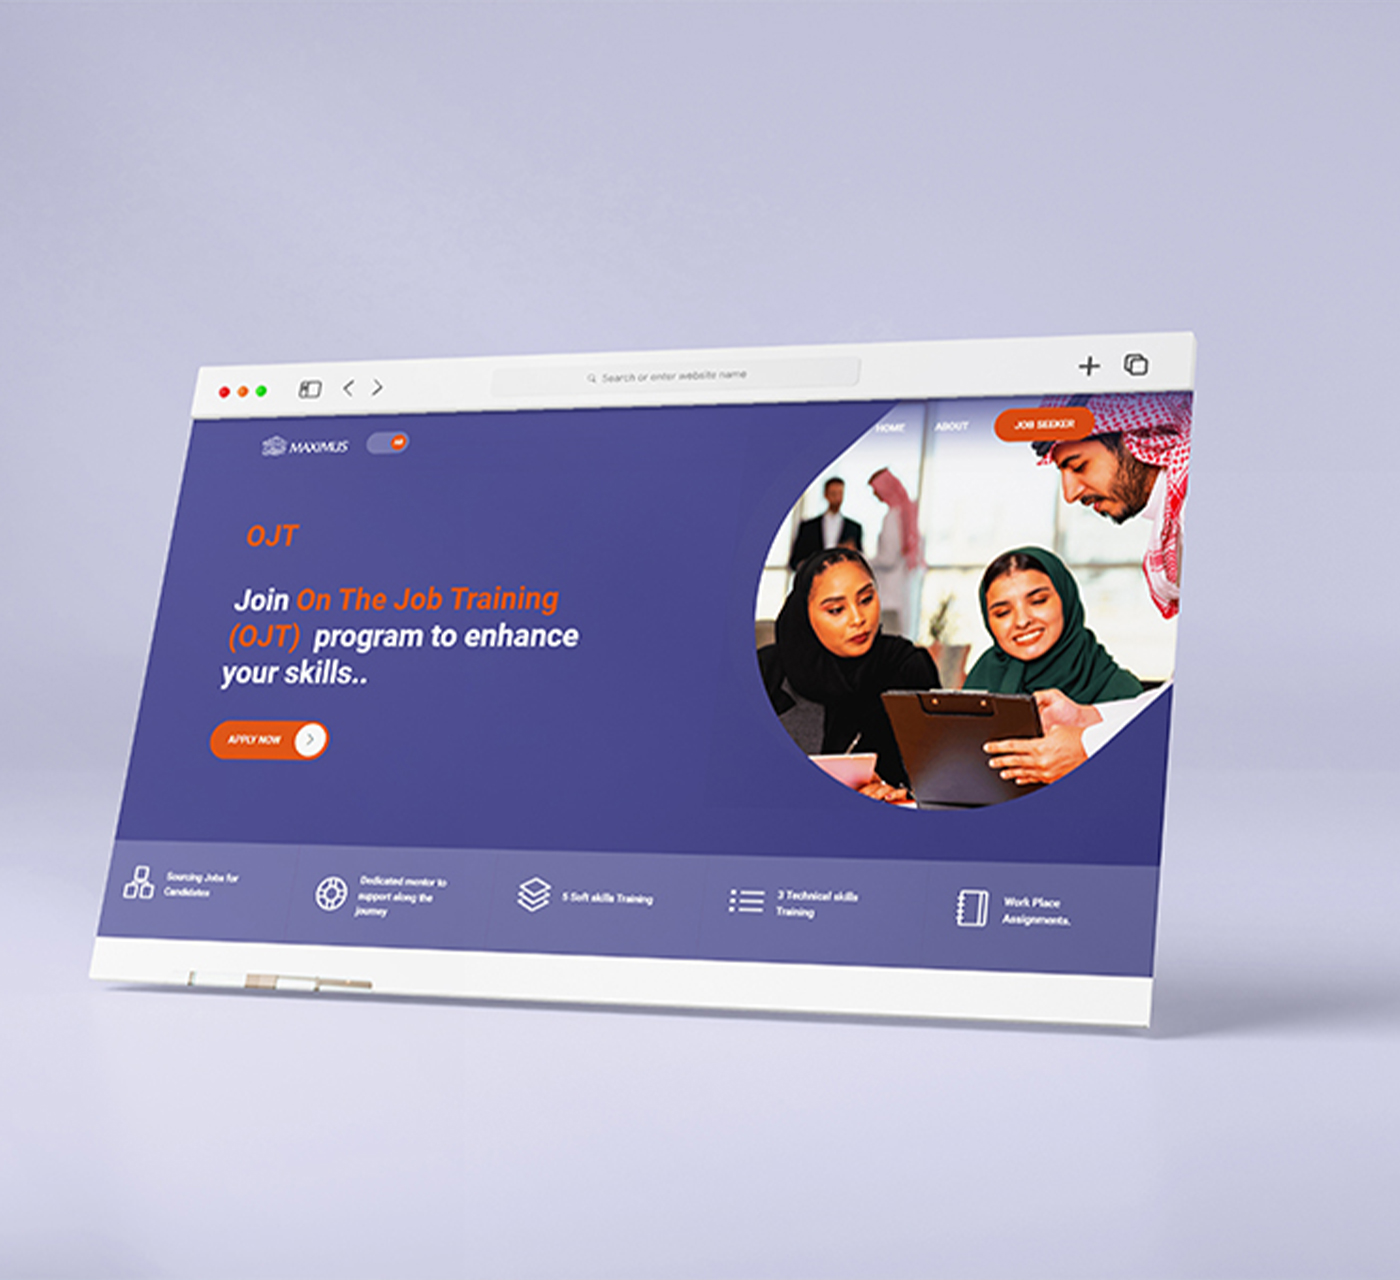 Search or enter website name
MAXIMUS
HOME
ABOUT
JOB SEEKER
OJT
Join On The Job Training
(OJT) program to enhance
your skills..
APPLY NOW
Sourcing Jobs for
Candidates
Dedicated mentor to
support along the
journey
5 Soft skills Training
3 Technical skills
Training
Work Place
Assignments.